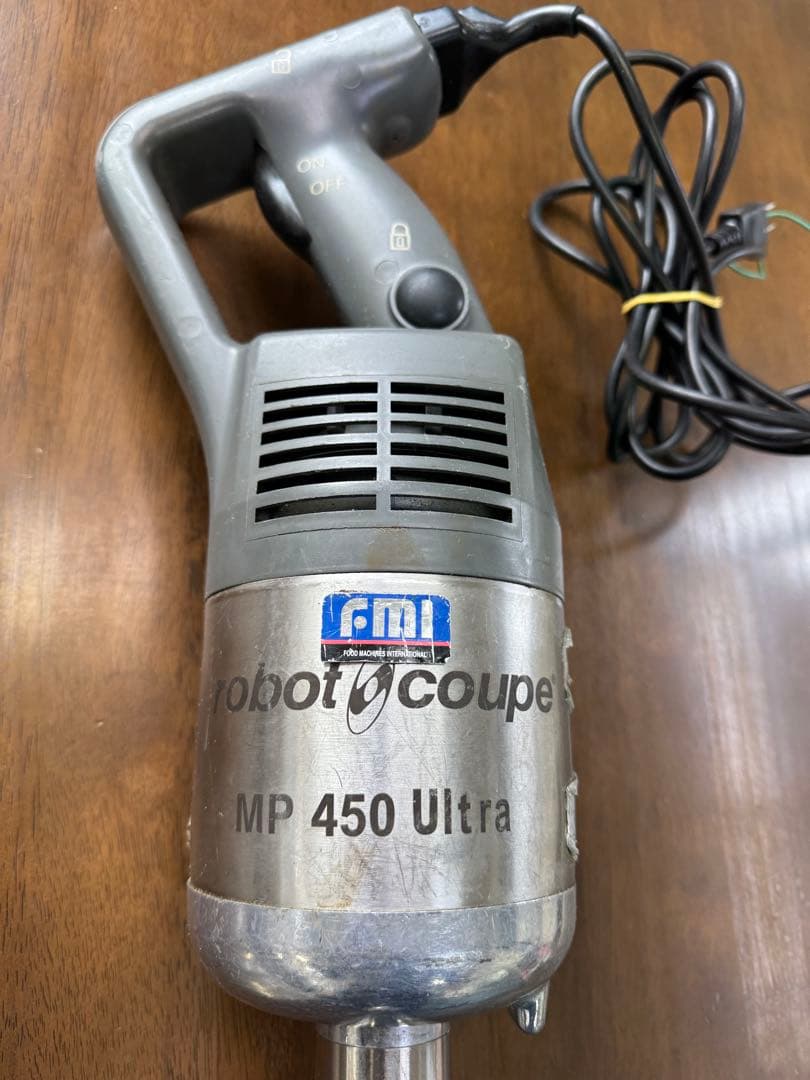 ON
OFF
FMI
FOOD MACHINES INTERNATIONAL
robot coupe®
MP 450 Ultra